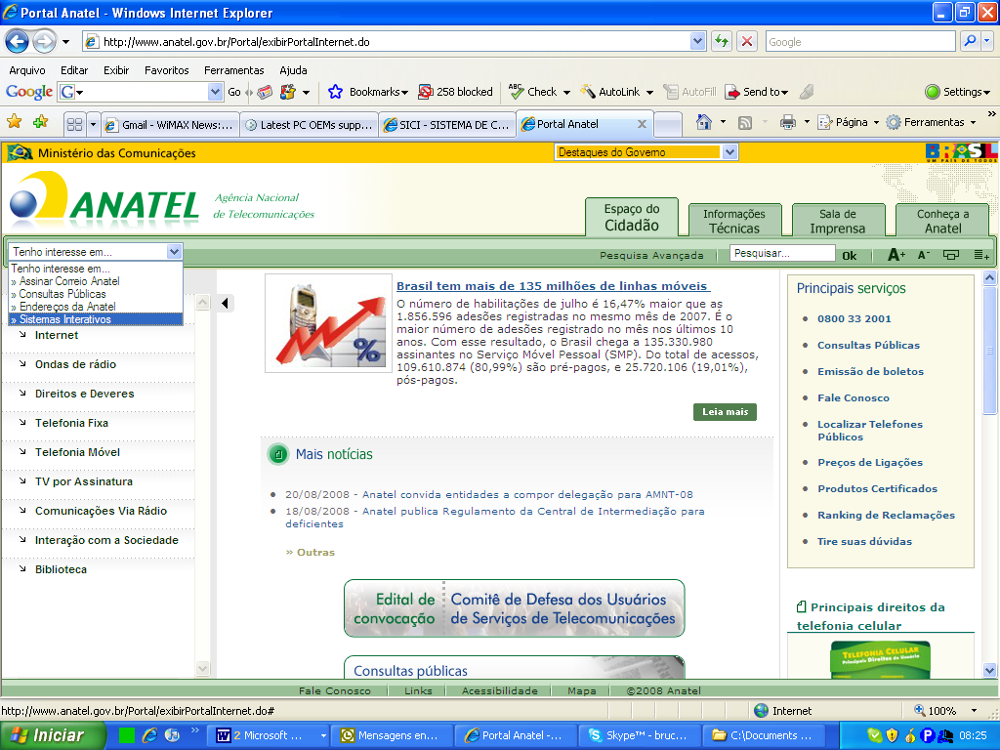 Portal Anatel - Windows Internet Explorer
http://www.anatel.gov.br/Portal/exibirPortalInternet.do
Google
Arquivo Editar Exibir Favoritos Ferramentas Ajuda
Google G Go Bookmarks 258 blocked ABC Check AutoLink AutoFill Send to Settings
Gmail - WiMAX News:... Latest PC OEMs supp... SICI - SISTEMA DE C... Portal Anatel Página Ferramentas »
Ministério das Comunicações
Destaques do Governo
BRASIL
UM PAÍS DE TODOS
ANATEL
Agência Nacional
de Telecomunicações
Espaço do
Cidadão
Informações
Técnicas
Sala de
Imprensa
Conheça a
Anatel
Tenho interesse em...
Pesquisa Avançada
Pesquisar...
Ok
A+ A-
Tenho interesse em...
» Assinar Correio Anatel
» Consultas Públicas
» Endereços da Anatel
» Sistemas Interativos
Internet
Ondas de rádio
Direitos e Deveres
Telefonia Fixa
Telefonia Móvel
TV por Assinatura
Comunicações Via Rádio
Interação com a Sociedade
Biblioteca
%
Brasil tem mais de 135 milhões de linhas móveis
O número de habilitações de julho é 16,47% maior que as
1.856.596 adesões registradas no mesmo mês de 2007. É o
maior número de adesões registrado no mês nos últimos 10
anos. Com esse resultado, o Brasil chega a 135.330.980
assinantes no Serviço Móvel Pessoal (SMP). Do total de acessos,
109.610.874 (80,99%) são pré-pagos, e 25.720.106 (19,01%),
pós-pagos.
Leia mais
Mais notícias
20/08/2008 - Anatel convida entidades a compor delegação para AMNT-08
18/08/2008 - Anatel publica Regulamento da Central de Intermediação para
deficientes
» Outras
Edital de
convocação
Comitê de Defesa dos Usuários
de Serviços de Telecomunicações
Consultas públicas
Principais serviços
0800 33 2001
Consultas Públicas
Emissão de boletos
Fale Conosco
Localizar Telefones
Públicos
Preços de Ligações
Produtos Certificados
Ranking de Reclamações
Tire suas dúvidas
Principais direitos da
telefonia celular
TELEFONIA CELULAR
Principais Direitos do Usuário
Fale Conosco | Links | Acessibilidade | Mapa | ©2008 Anatel
http://www.anatel.gov.br/Portal/exibirPortalInternet.do#
Internet
100%
Iniciar
2 Microsoft ...
Mensagens en...
Portal Anatel -...
Skype™ - bruc...
C:\Documents ...
08:25